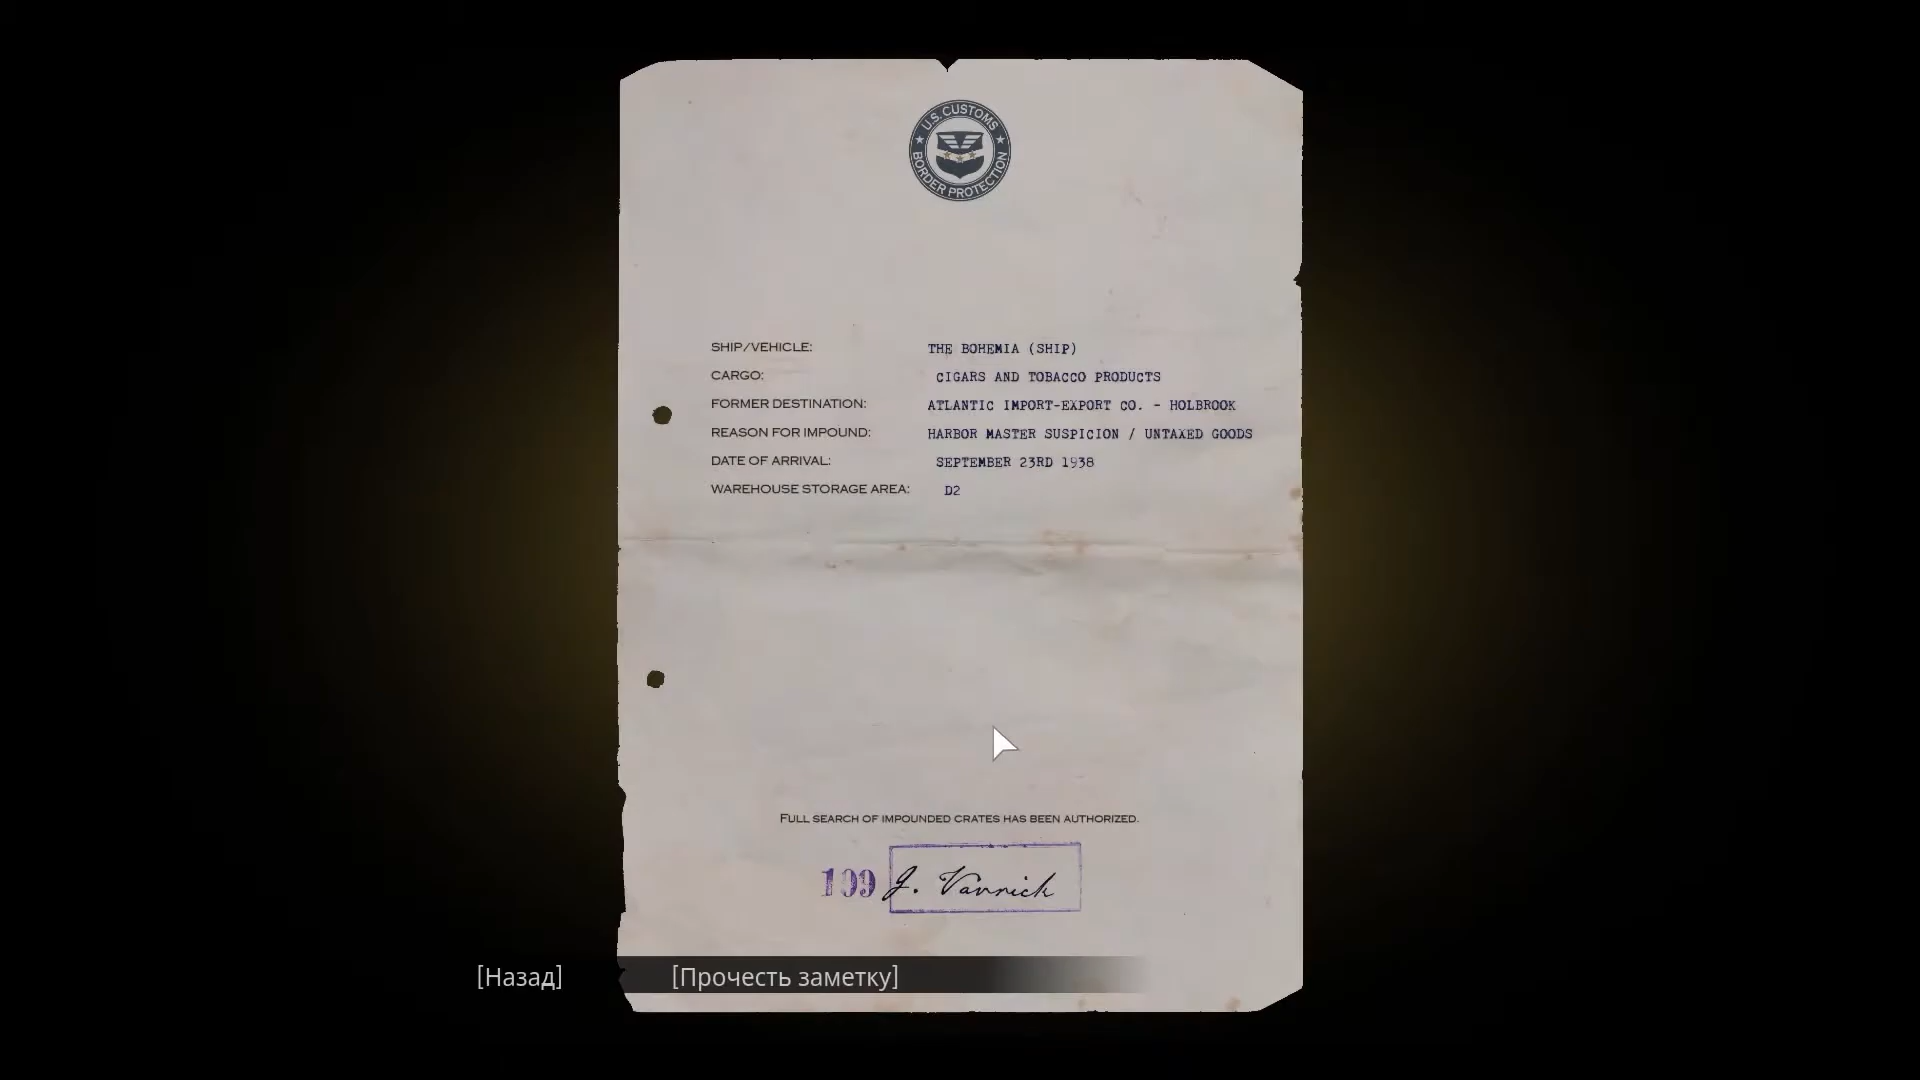 U.S. CUSTOMS
BORDER PROTECTION
SHIP/VEHICLE: THE BOHEMIA (SHIP)
CARGO: CIGARS AND TOBACCO PRODUCTS
FORMER DESTINATION: ATLANTIC IMPORT-EXPORT CO. - HOLBROOK
REASON FOR IMPOUND: HARBOR MASTER SUSPICION / UNTAXED GOODS
DATE OF ARRIVAL: SEPTEMBER 23RD 1938
WAREHOUSE STORAGE AREA: D2
FULL SEARCH OF IMPOUNDED CRATES HAS BEEN AUTHORIZED.
199 J. Varrick
[Назад] [Прочесть заметку]